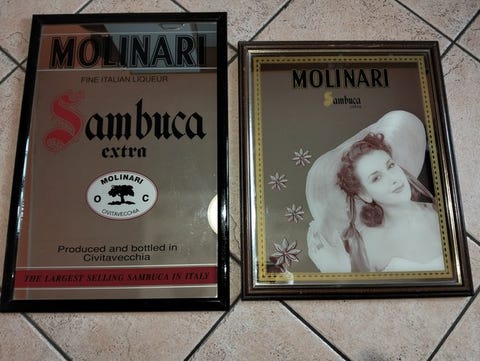 MOLINARI
FINE ITALIAN LIQUEUR
Sambuca
extra
MOLINARI
O C
CIVITAVECCHIA
Produced and bottled in
Civitavecchia
THE LARGEST SELLING SAMBUCA IN ITALY
MOLINARI
Sambuca
extra